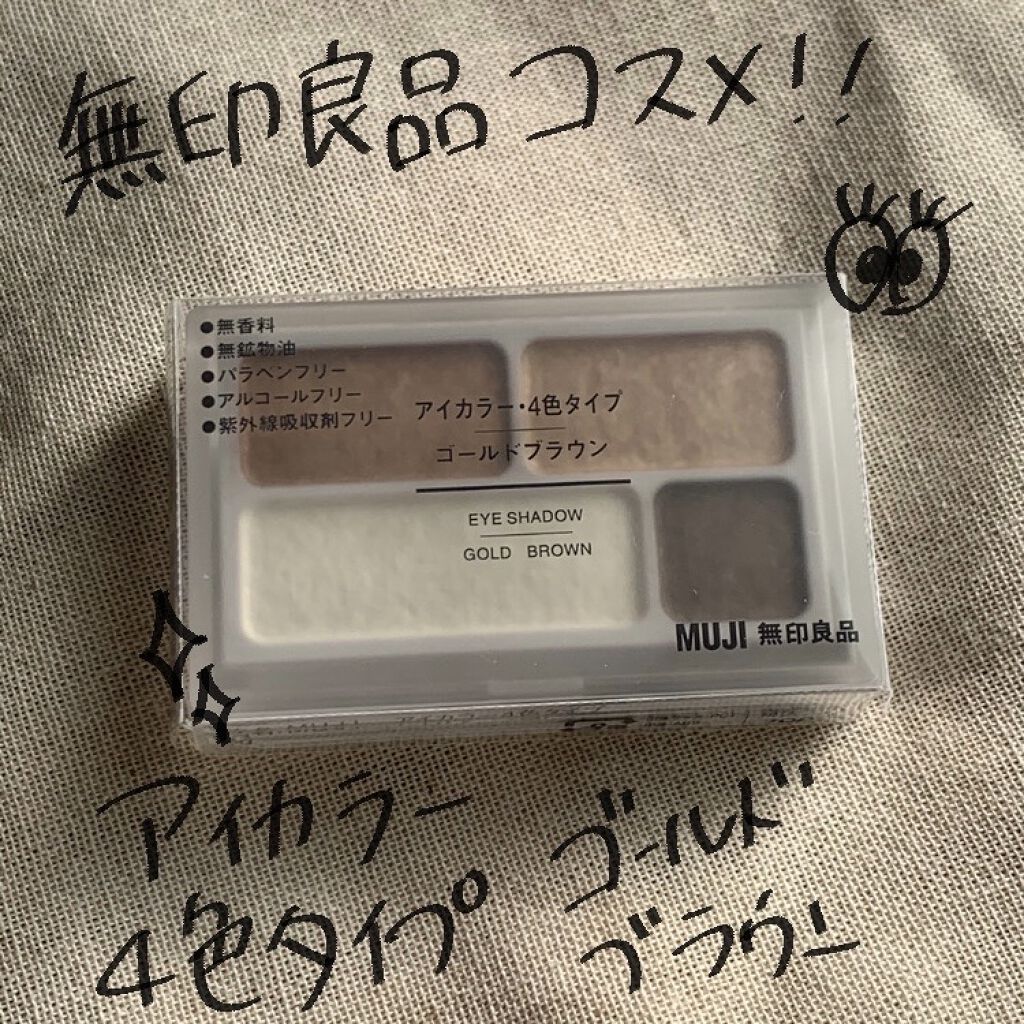 無印良品コスメ!!
●無香料
●無鉱物油
●パラベンフリー
●アルコールフリー
●紫外線吸収剤フリー
アイカラー・4色タイプ
ゴールドブラウン
EYE SHADOW
GOLD BROWN
MUJI 無印良品
アイカラー
4色タイプ
ゴールド
ブラウン